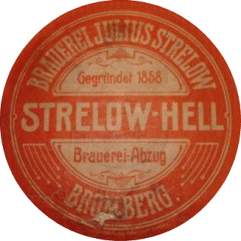 BRAUEREI JULIUS STRELOW
Gegründet 1858
STRELOW-HELL
Brauerei-Abzug
BROMBERG.